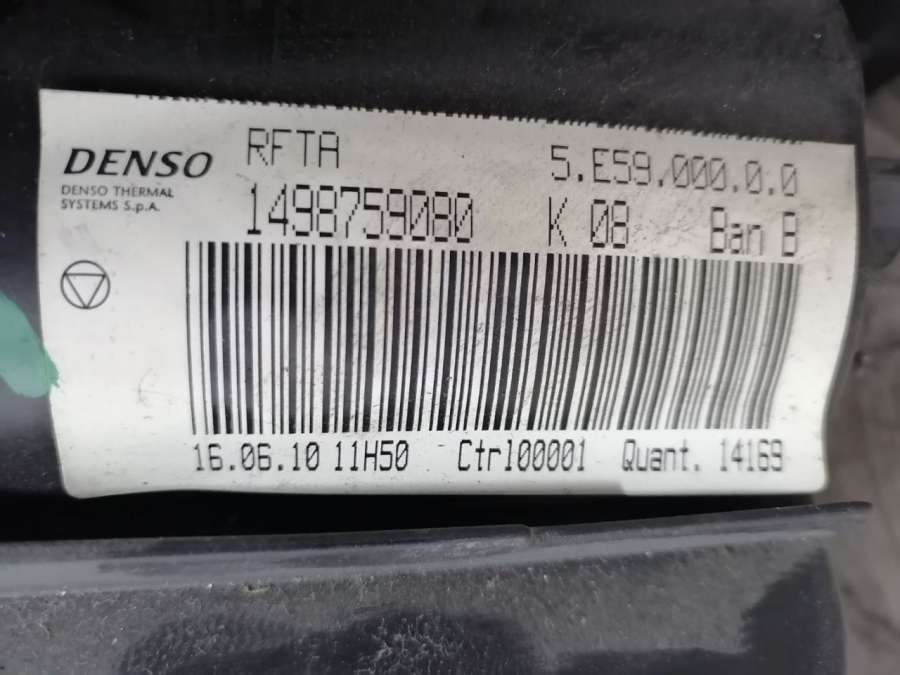 DENSO
DENSO THERMAL
SYSTEMS S.p.A.
RFTA 5.E59.000.0.0
1498759080 K 08 Ban B
16.06.10 11H50 Ctrl00001 Quant. 14169